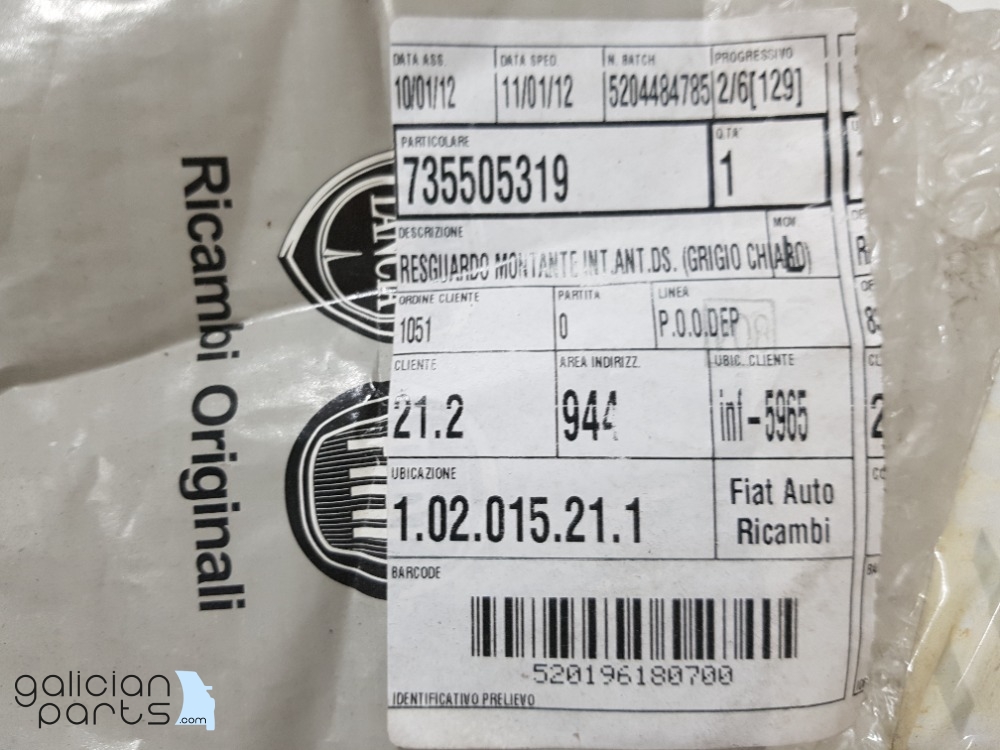 DATA ASS. DATA SPED. N. BATCH PROGRESSIVO
10/01/12 11/01/12 5204484785 2/6[129]
PARTICOLARE Q.TA'
735505319 1
DESCRIZIONE MON
RESGUARDO MONTANTE INT.ANT.DS. (GRIGIO CHIARO)
ORDINE CLIENTE PARTITA LINEA
1051 0 P.O.O.DEP
CLIENTE AREA INDIRIZZ. UBIC. CLIENTE
21.2 944 inf-5965
UBICAZIONE
1.02.015.21.1 Fiat Auto
Ricambi
BARCODE
520196180700
IDENTIFICATIVO PRELIEVO
Ricambi Originali
LANCIA
galician
parts.com